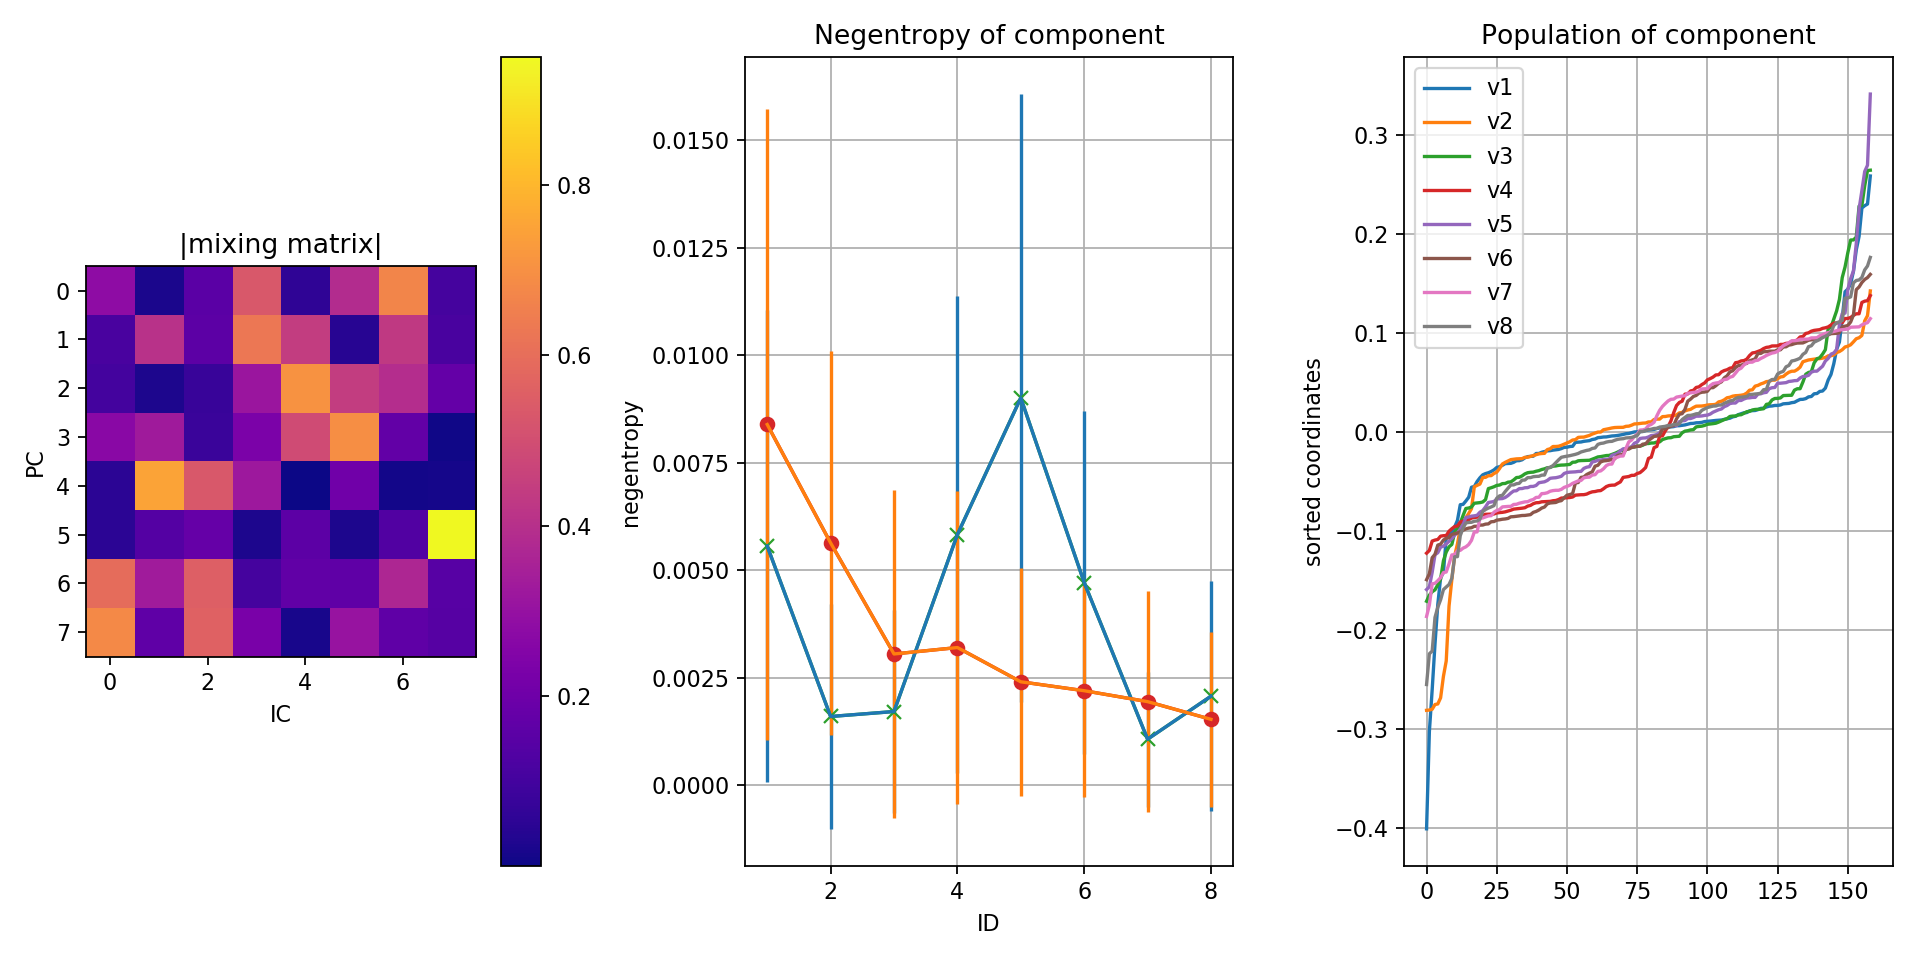 |mixing matrix|
PC
0
1
2
3
4
5
6
7
0 2 4 6
IC
0.8
0.6
0.4
0.2
Negentropy of component
negentropy
0.0150
0.0125
0.0100
0.0075
0.0050
0.0025
0.0000
2 4 6 8
ID
Population of component
sorted coordinates
0.3
0.2
0.1
0.0
−0.1
−0.2
−0.3
−0.4
v1
v2
v3
v4
v5
v6
v7
v8
0 25 50 75 100 125 150